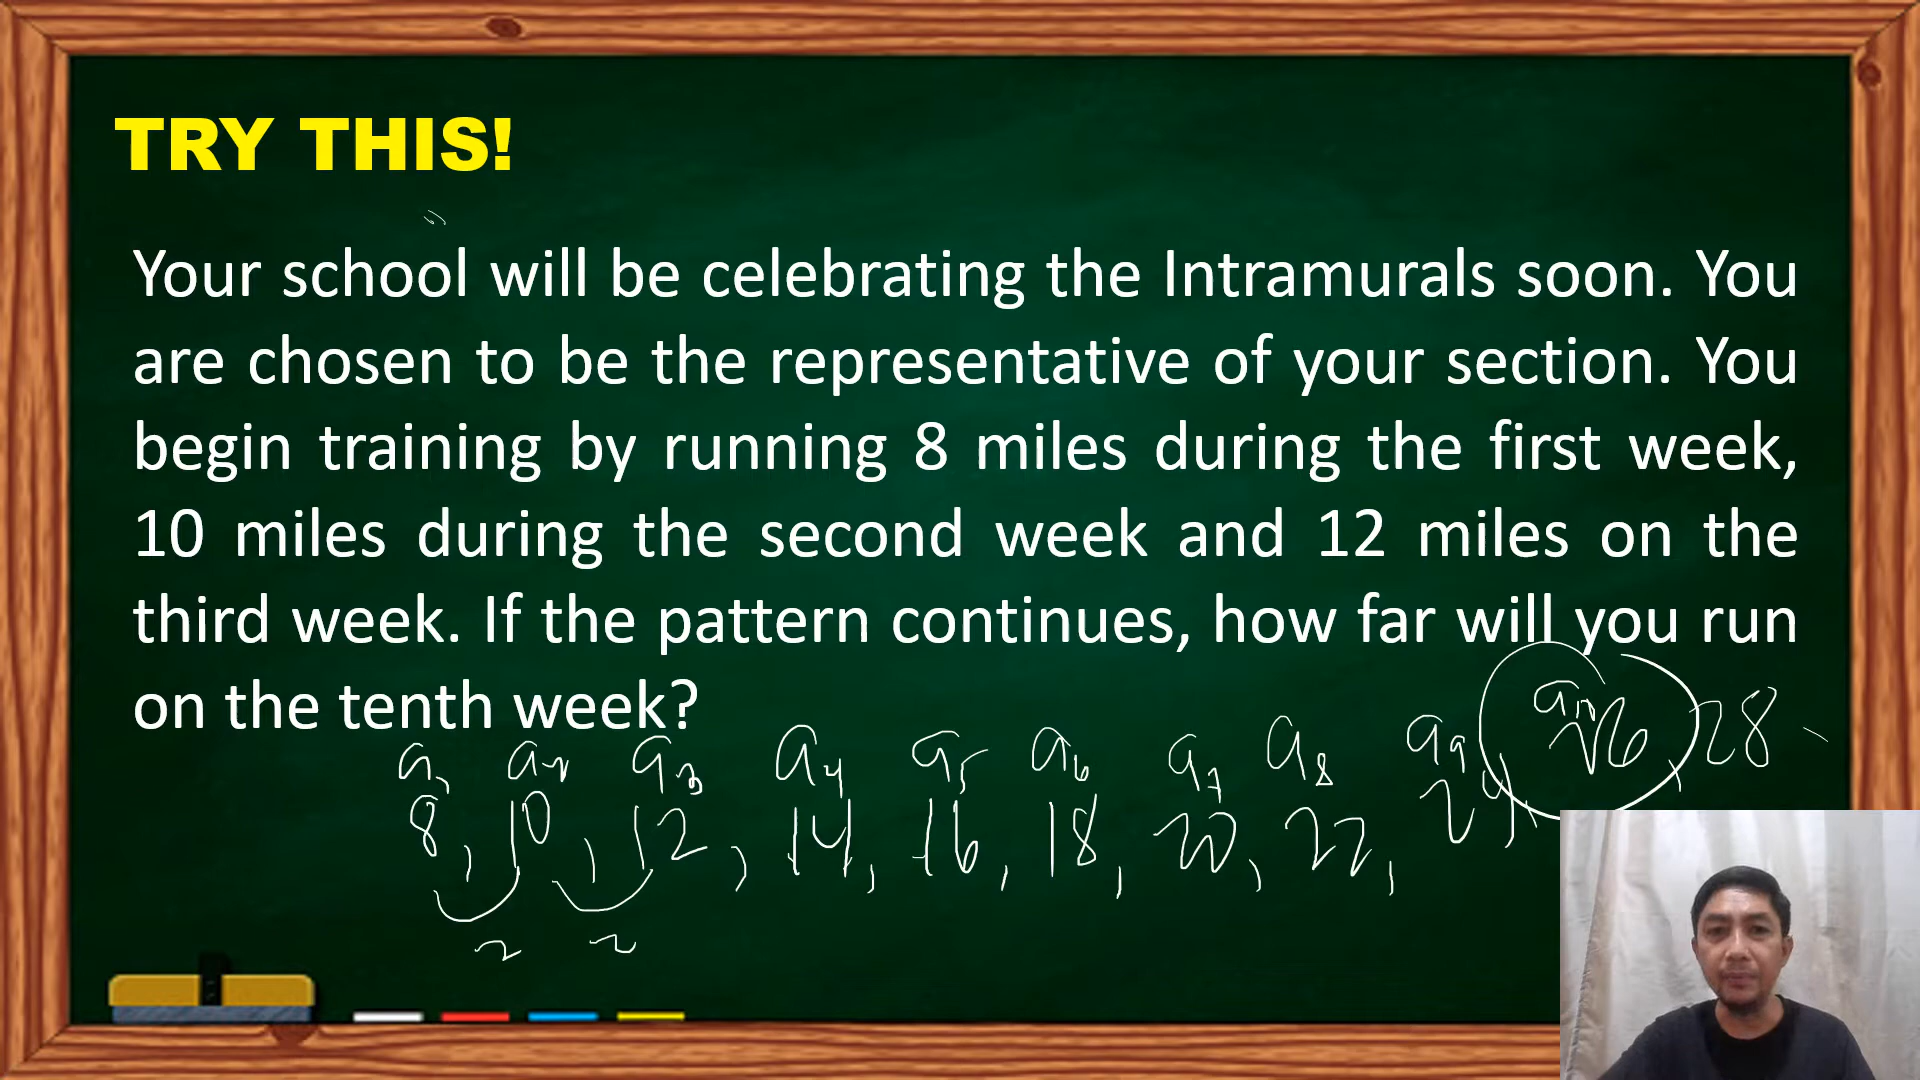 TRY THIS!
Your school will be celebrating the Intramurals soon. You
are chosen to be the representative of your section. You
begin training by running 8 miles during the first week,
10 miles during the second week and 12 miles on the
third week. If the pattern continues, how far will you run
on the tenth week?
a1 a2 a3 a4 a5 a6 a7 a8 a9 a10
8, 10, 12, 14, 16, 18, 20, 22, 24, 26, 28
2 2